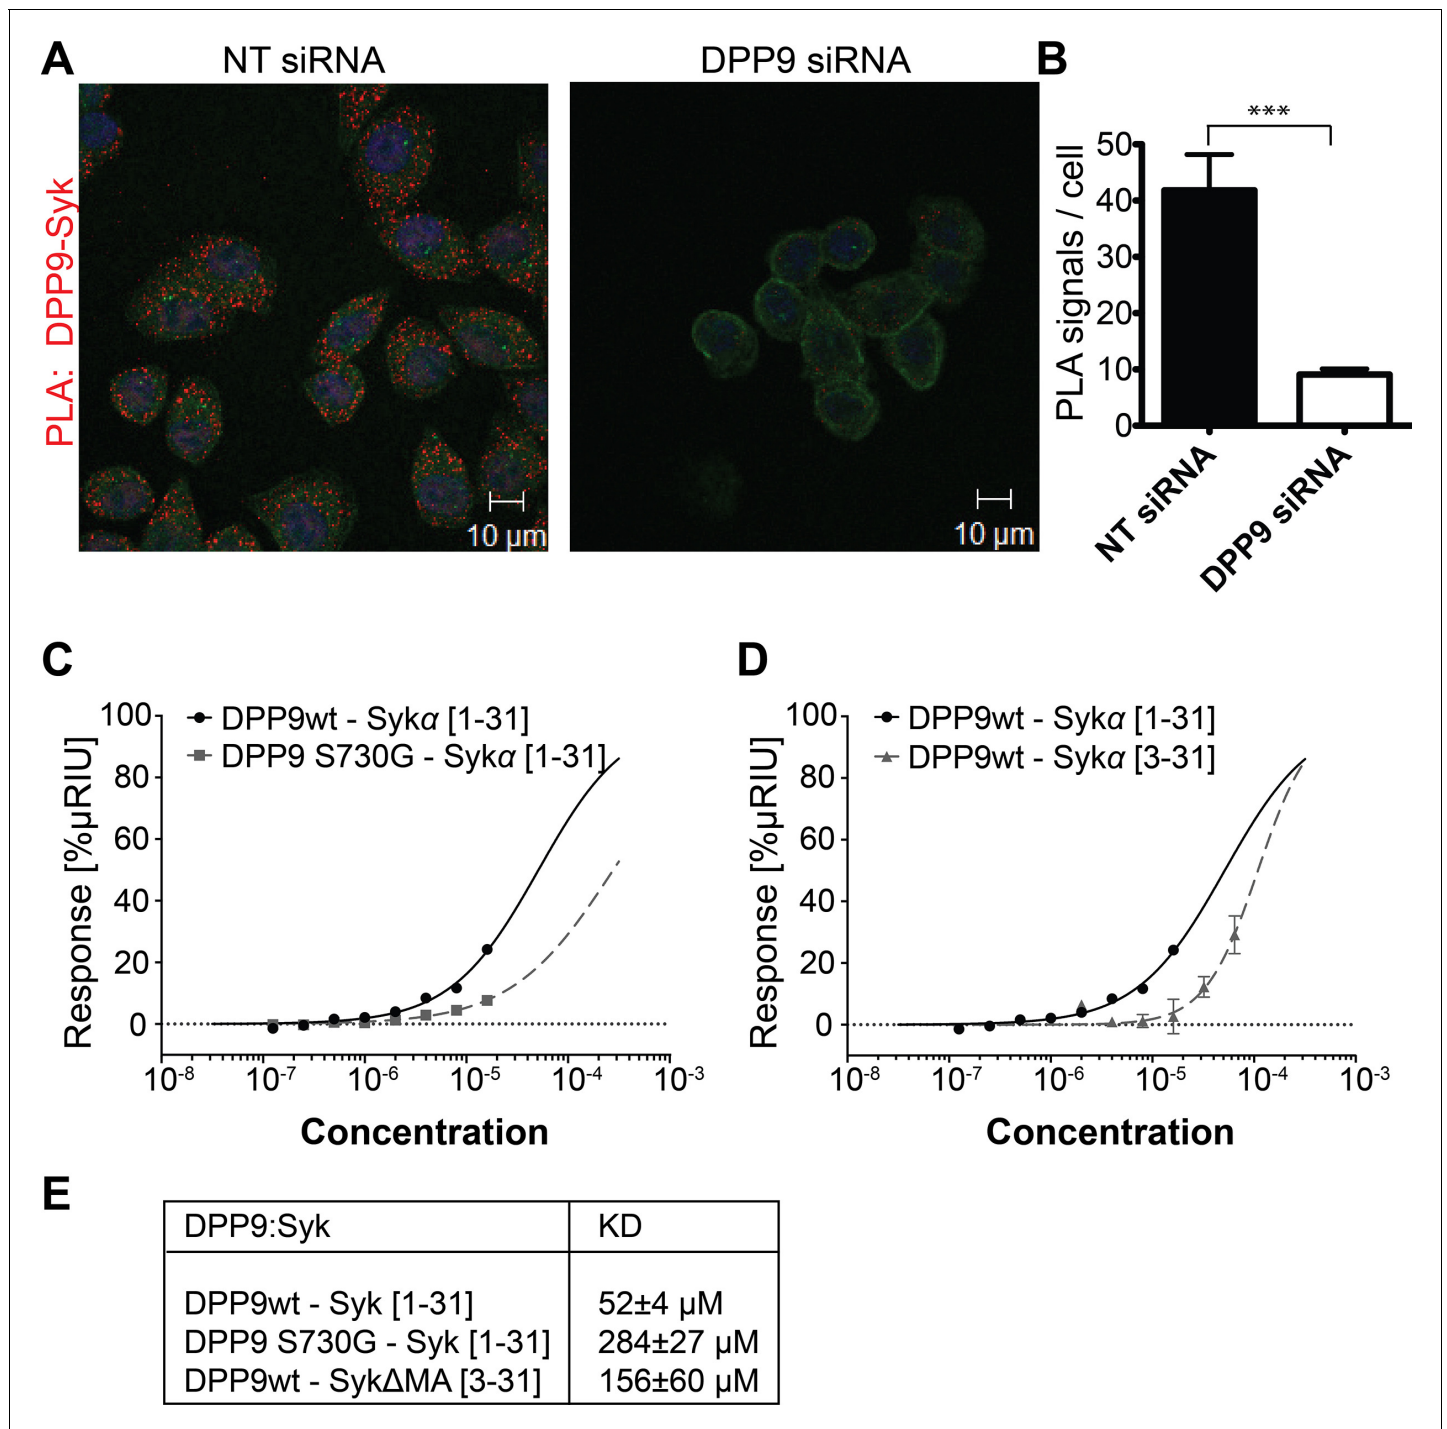 A
NT siRNA
DPP9 siRNA
PLA: DPP9-Syk
10 µm
10 µm
B
***
PLA signals / cell
50
40
30
20
10
0
NT siRNA
DPP9 siRNA
C
DPP9wt - Sykα [1-31]
DPP9 S730G - Sykα [1-31]
Response [%µRIU]
100
80
60
40
20
0
10⁻⁸ 10⁻⁷ 10⁻⁶ 10⁻⁵ 10⁻⁴ 10⁻³
Concentration
D
DPP9wt - Sykα [1-31]
DPP9wt - Sykα [3-31]
Response [%µRIU]
100
80
60
40
20
0
10⁻⁸ 10⁻⁷ 10⁻⁶ 10⁻⁵ 10⁻⁴ 10⁻³
Concentration
E
DPP9:Syk KD
DPP9wt - Syk [1-31] 52±4 µM
DPP9 S730G - Syk [1-31] 284±27 µM
DPP9wt - SykΔMA [3-31] 156±60 µM